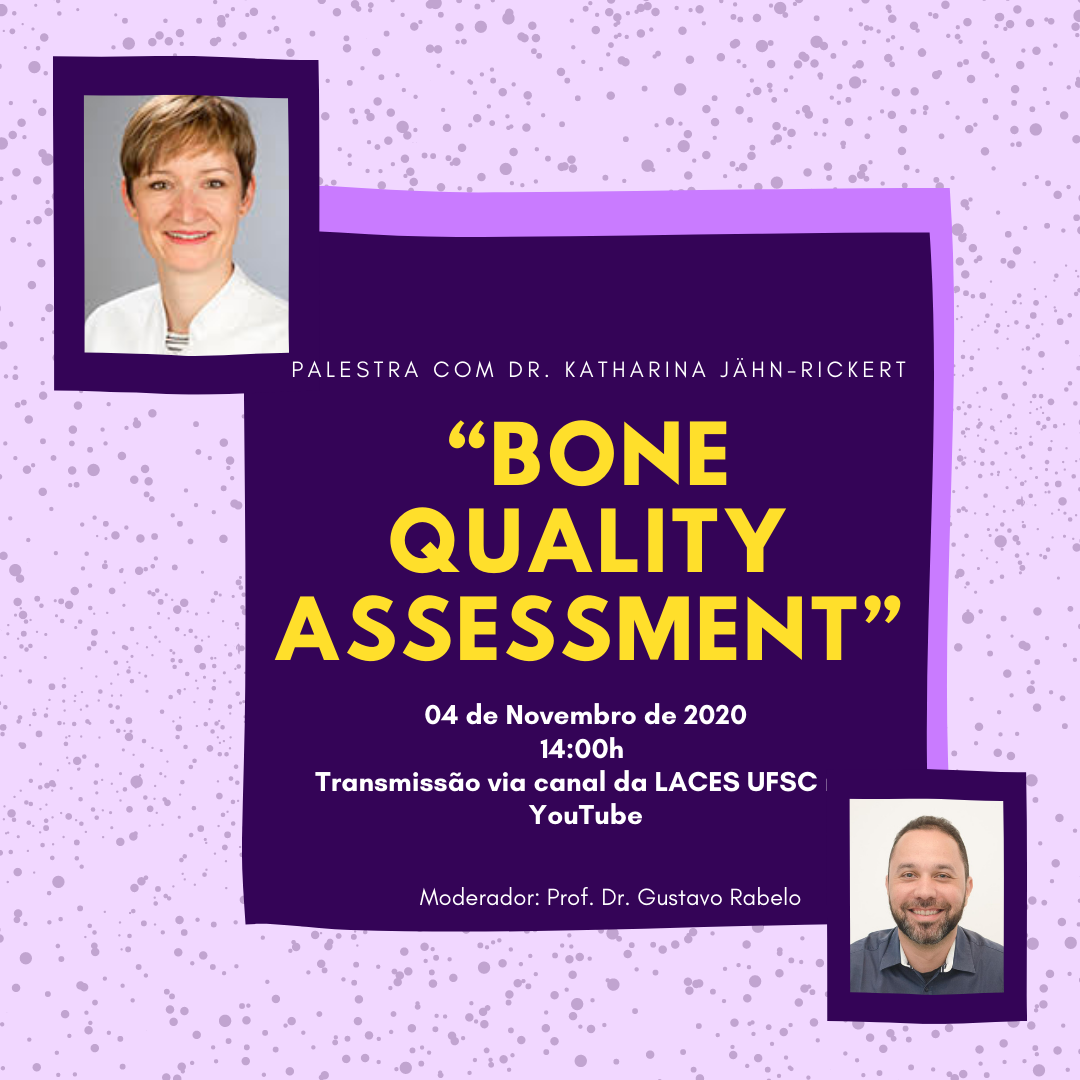 PALESTRA COM DR. KATHARINA JÄHN-RICKERT
“BONE
QUALITY
ASSESSMENT”
04 de Novembro de 2020
14:00h
Transmissão via canal da LACES UFSC
YouTube
Moderador: Prof. Dr. Gustavo Rabelo